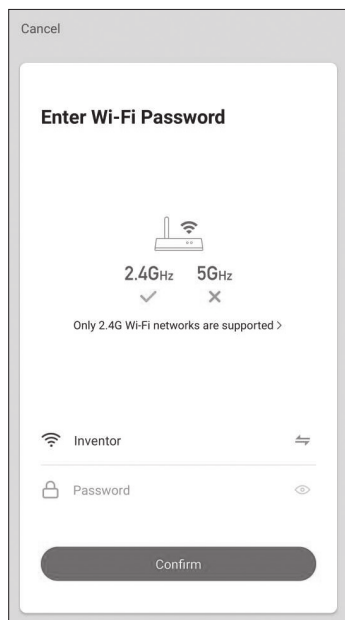 Cancel
Enter Wi-Fi Password
2.4GHz 5GHz
Only 2.4G Wi-Fi networks are supported >
Inventor
Password
Confirm